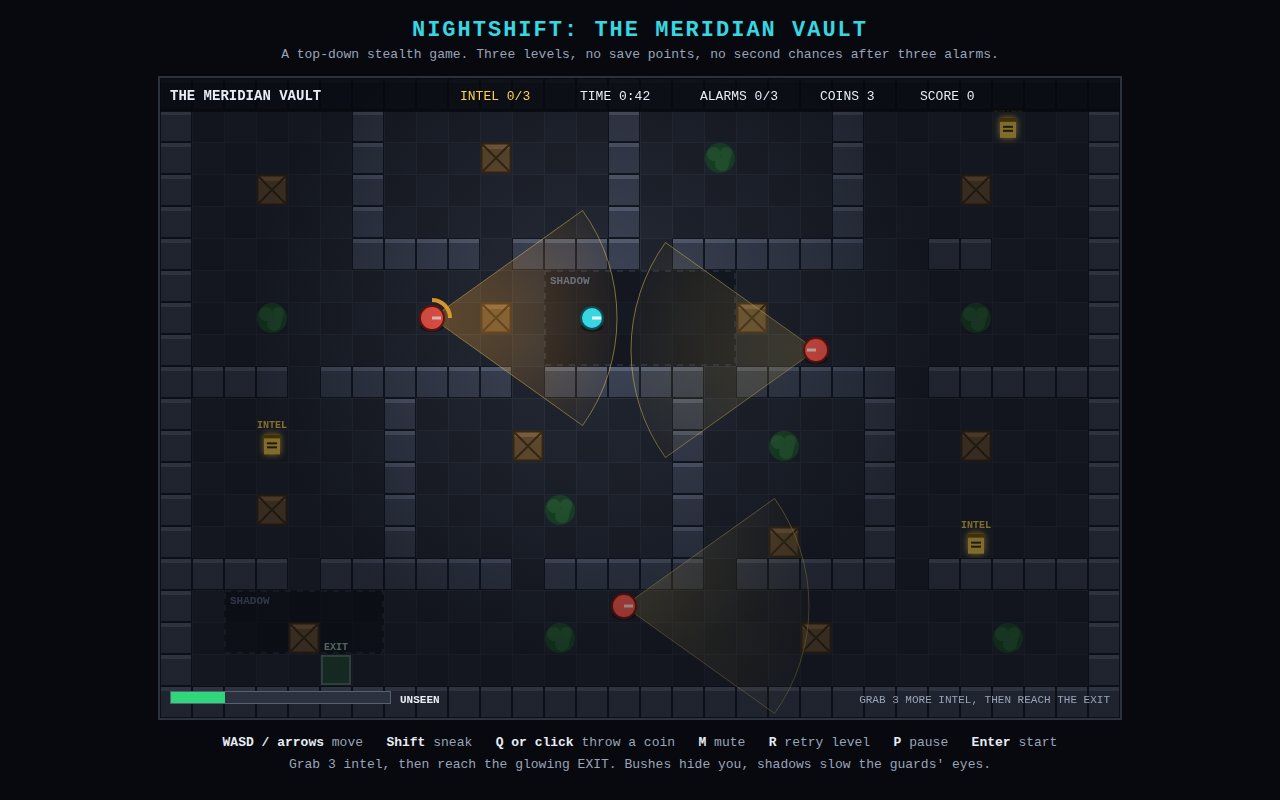 NIGHTSHIFT: THE MERIDIAN VAULT
A top-down stealth game. Three levels, no save points, no second chances after three alarms.
THE MERIDIAN VAULT INTEL 0/3 TIME 0:42 ALARMS 0/3 COINS 3 SCORE 0
SHADOW
INTEL
INTEL
SHADOW
EXIT
UNSEEN GRAB 3 MORE INTEL, THEN REACH THE EXIT
WASD / arrows move Shift sneak Q or click throw a coin M mute R retry level P pause Enter start
Grab 3 intel, then reach the glowing EXIT. Bushes hide you, shadows slow the guards' eyes.